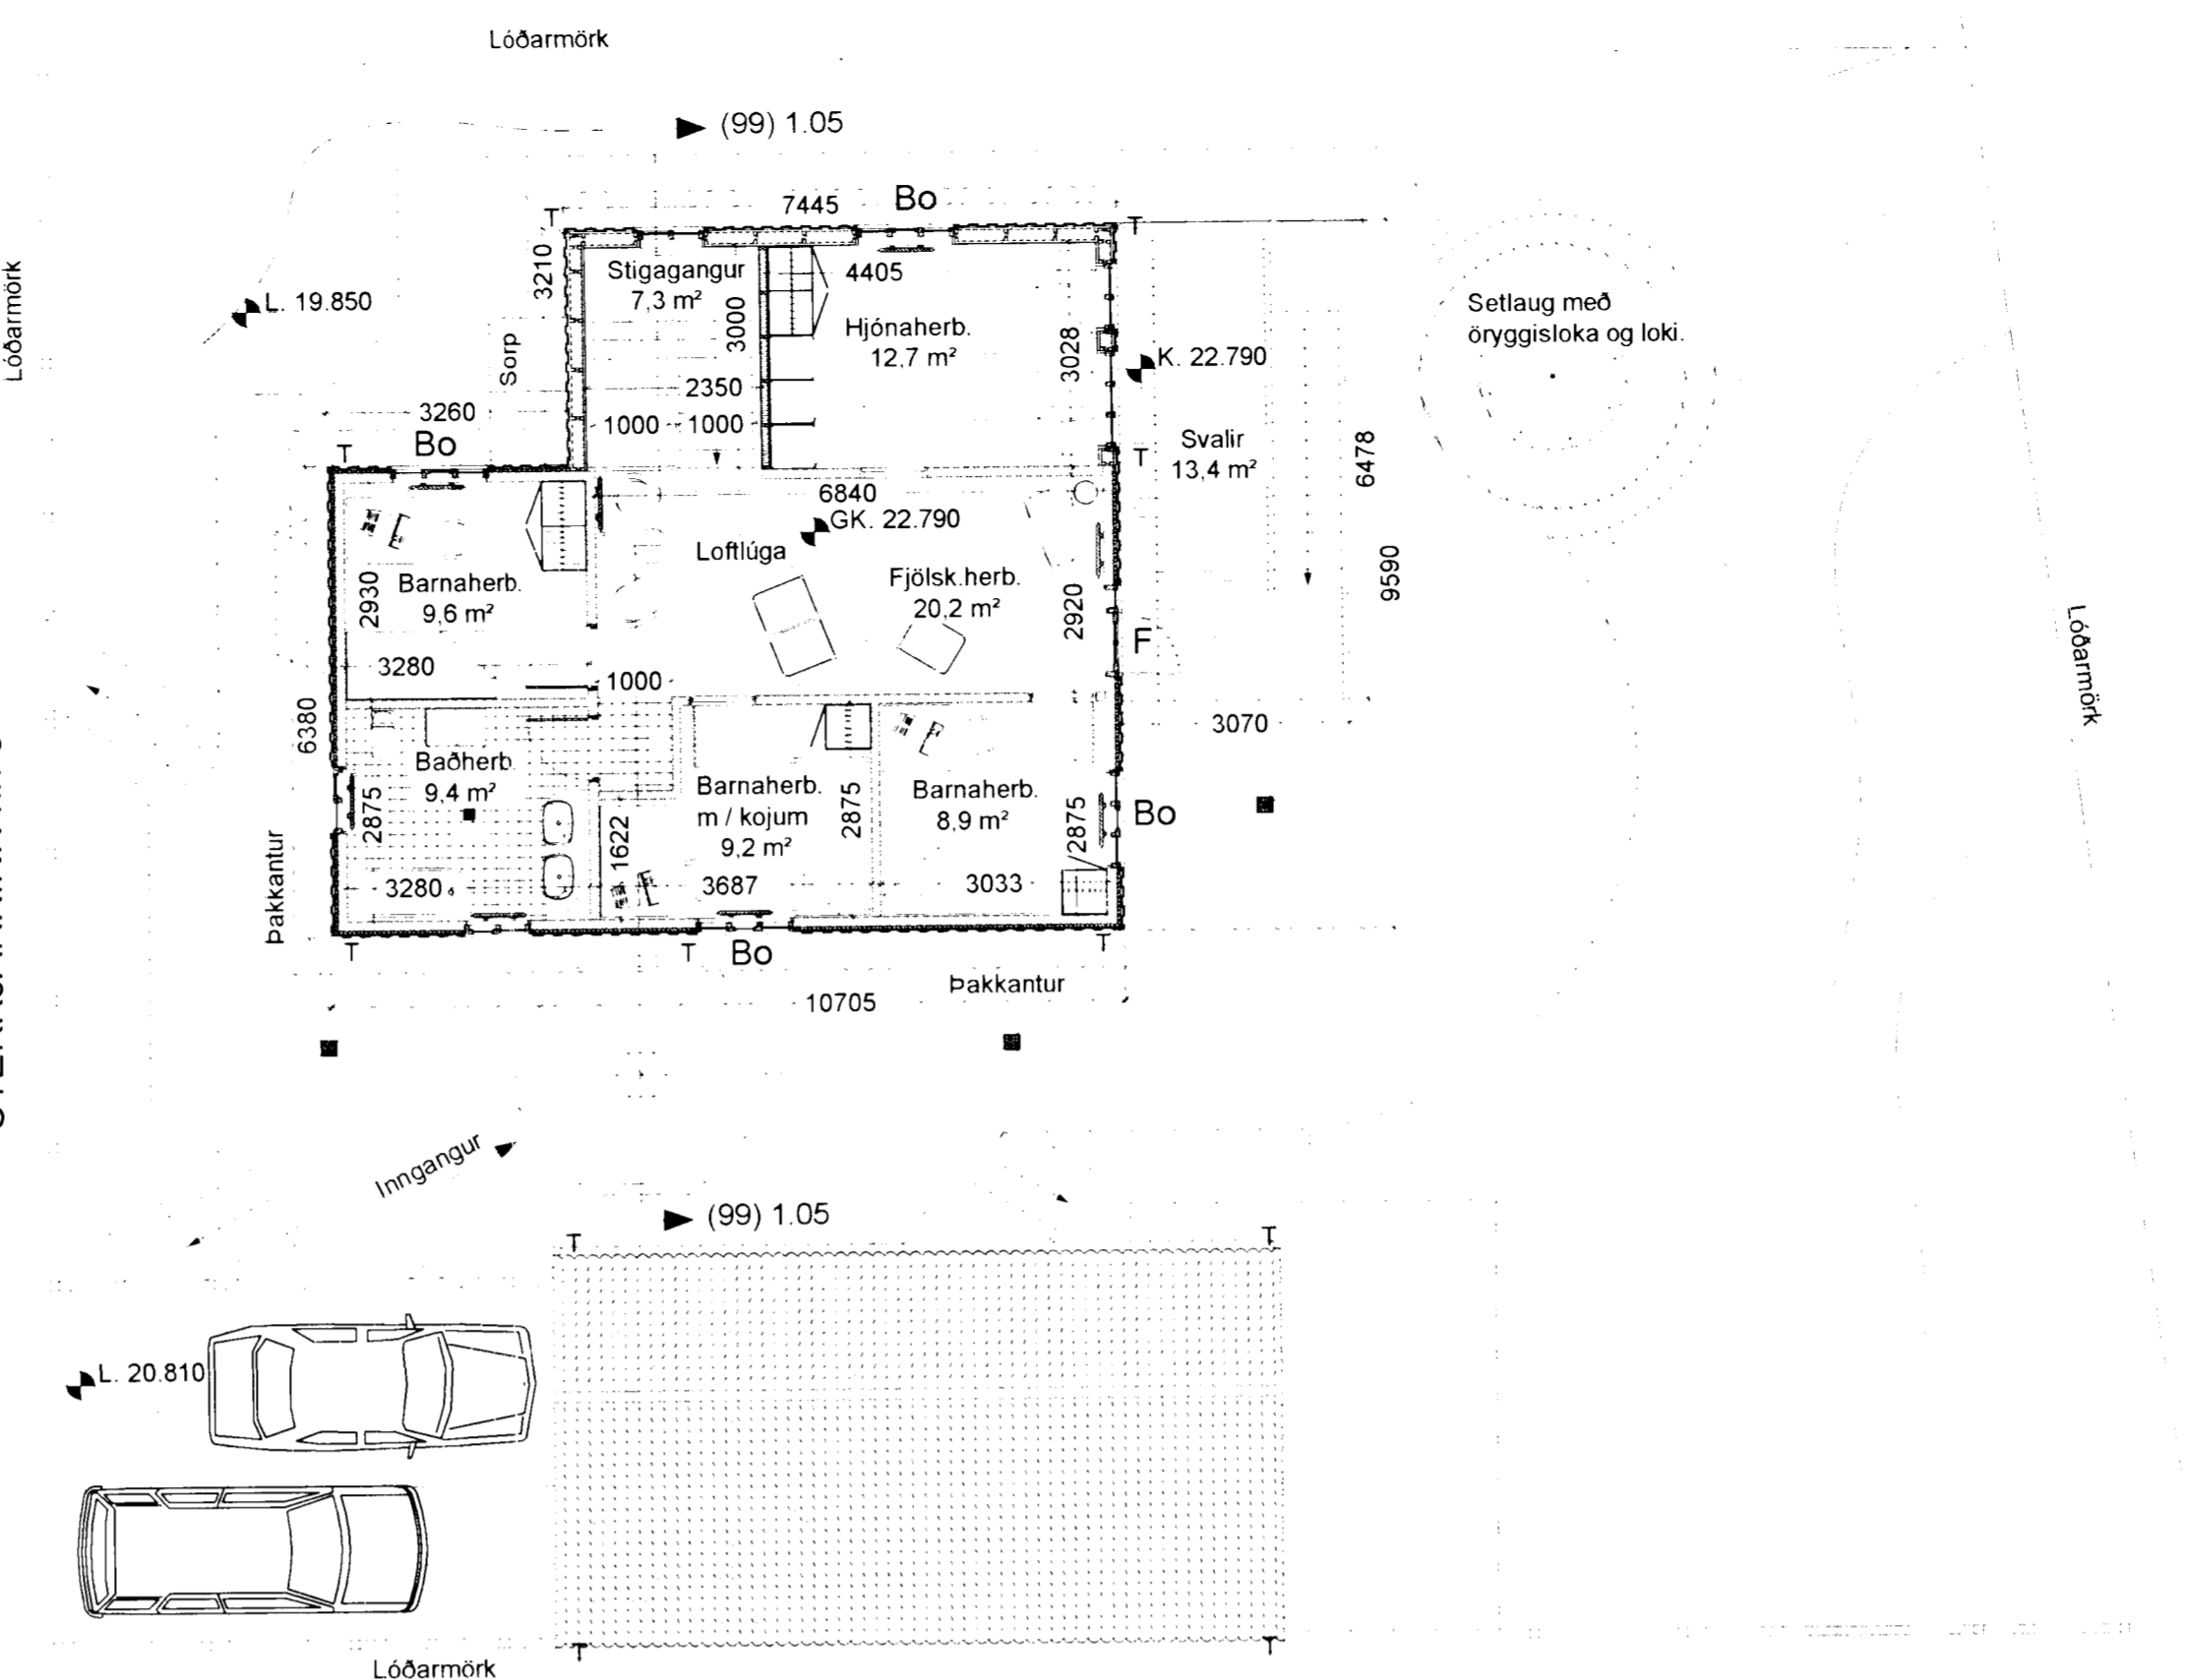 Lóðarmörk
(99) 1.05
7445
Bo
T
T
3210
Stigagangur
7,3 m²
3000
4405
Hjónaherb.
12,7 m²
3028
Lóðarmörk
L. 19.850
Sorp
K. 22.790
Setlaug með
öryggisloka og loki.
2350
3260
1000
1000
Bo
T
T
Svalir
13,4 m²
6478
6840
GK. 22.790
Loftlúga
Fjölsk.herb.
20,2 m²
2920
9590
Barnaherb.
9,6 m²
2930
3280
1000
F
Lóðarmörk
3070
6380
Baðherb.
9,4 m²
2875
3280
1622
Barnaherb.
m / kojum
9,2 m²
2875
3687
Barnaherb.
8,9 m²
2875
3033
Bo
Þakkantur
T
T
Bo
T
Þakkantur
10705
Inngangur
(99) 1.05
T
T
L. 20.810
T
T
Lóðarmörk